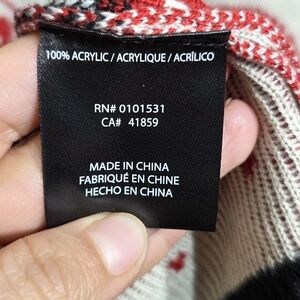 100% ACRYLIC / ACRYLIQUE / ACRÍLICO
RN# 0101531
CA# 41859
MADE IN CHINA
FABRIQUÉ EN CHINE
HECHO EN CHINA